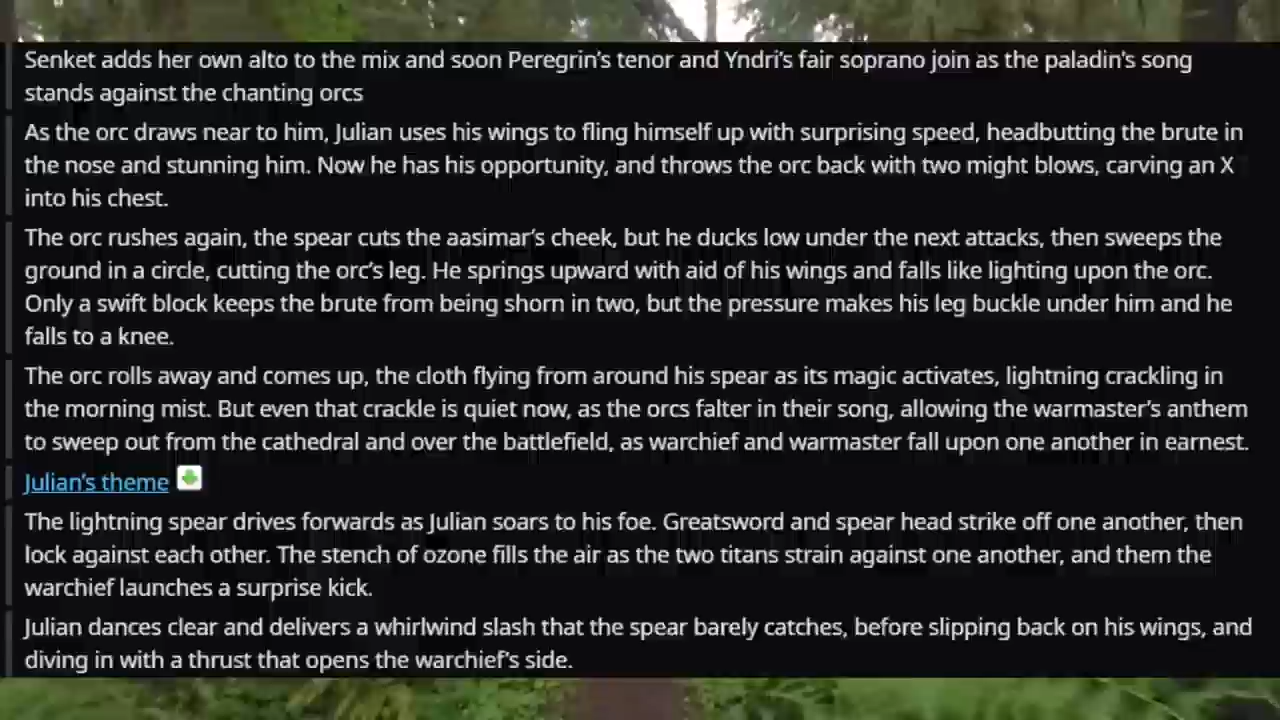 Senket adds her own alto to the mix and soon Peregrin's tenor and Yndri's fair soprano join as the paladin's song
stands against the chanting orcs
As the orc draws near to him, Julian uses his wings to fling himself up with surprising speed, headbutting the brute in
the nose and stunning him. Now he has his opportunity, and throws the orc back with two might blows, carving an X
into his chest.
The orc rushes again, the spear cuts the aasimar's cheek, but he ducks low under the next attacks, then sweeps the
ground in a circle, cutting the orc's leg. He springs upward with aid of his wings and falls like lighting upon the orc.
Only a swift block keeps the brute from being shorn in two, but the pressure makes his leg buckle under him and he
falls to a knee.
The orc rolls away and comes up, the cloth flying from around his spear as its magic activates, lightning crackling in
the morning mist. But even that crackle is quiet now, as the orcs falter in their song, allowing the warmaster's anthem
to sweep out from the cathedral and over the battlefield, as warchief and warmaster fall upon one another in earnest.
Julian's theme
The lightning spear drives forwards as Julian soars to his foe. Greatsword and spear head strike off one another, then
lock against each other. The stench of ozone fills the air as the two titans strain against one another, and them the
warchief launches a surprise kick.
Julian dances clear and delivers a whirlwind slash that the spear barely catches, before slipping back on his wings, and
diving in with a thrust that opens the warchief's side.